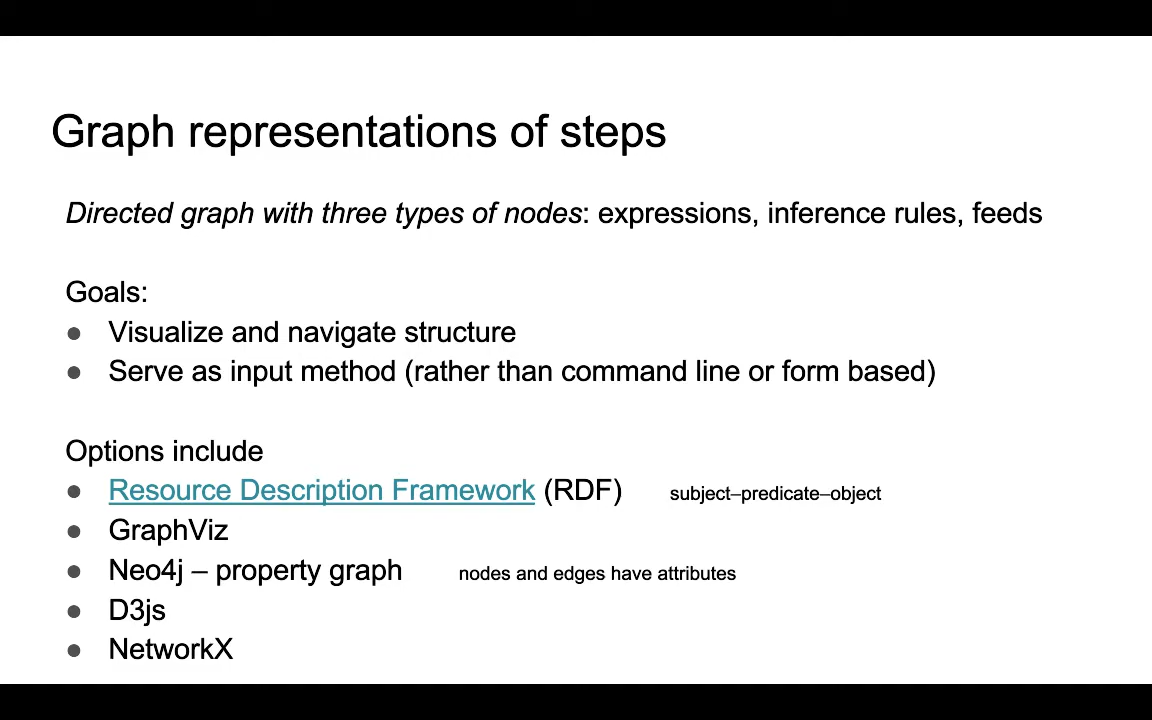 Graph representations of steps
Directed graph with three types of nodes: expressions, inference rules, feeds
Goals:
● Visualize and navigate structure
● Serve as input method (rather than command line or form based)
Options include
● Resource Description Framework (RDF) subject–predicate–object
● GraphViz
● Neo4j – property graph nodes and edges have attributes
● D3js
● NetworkX